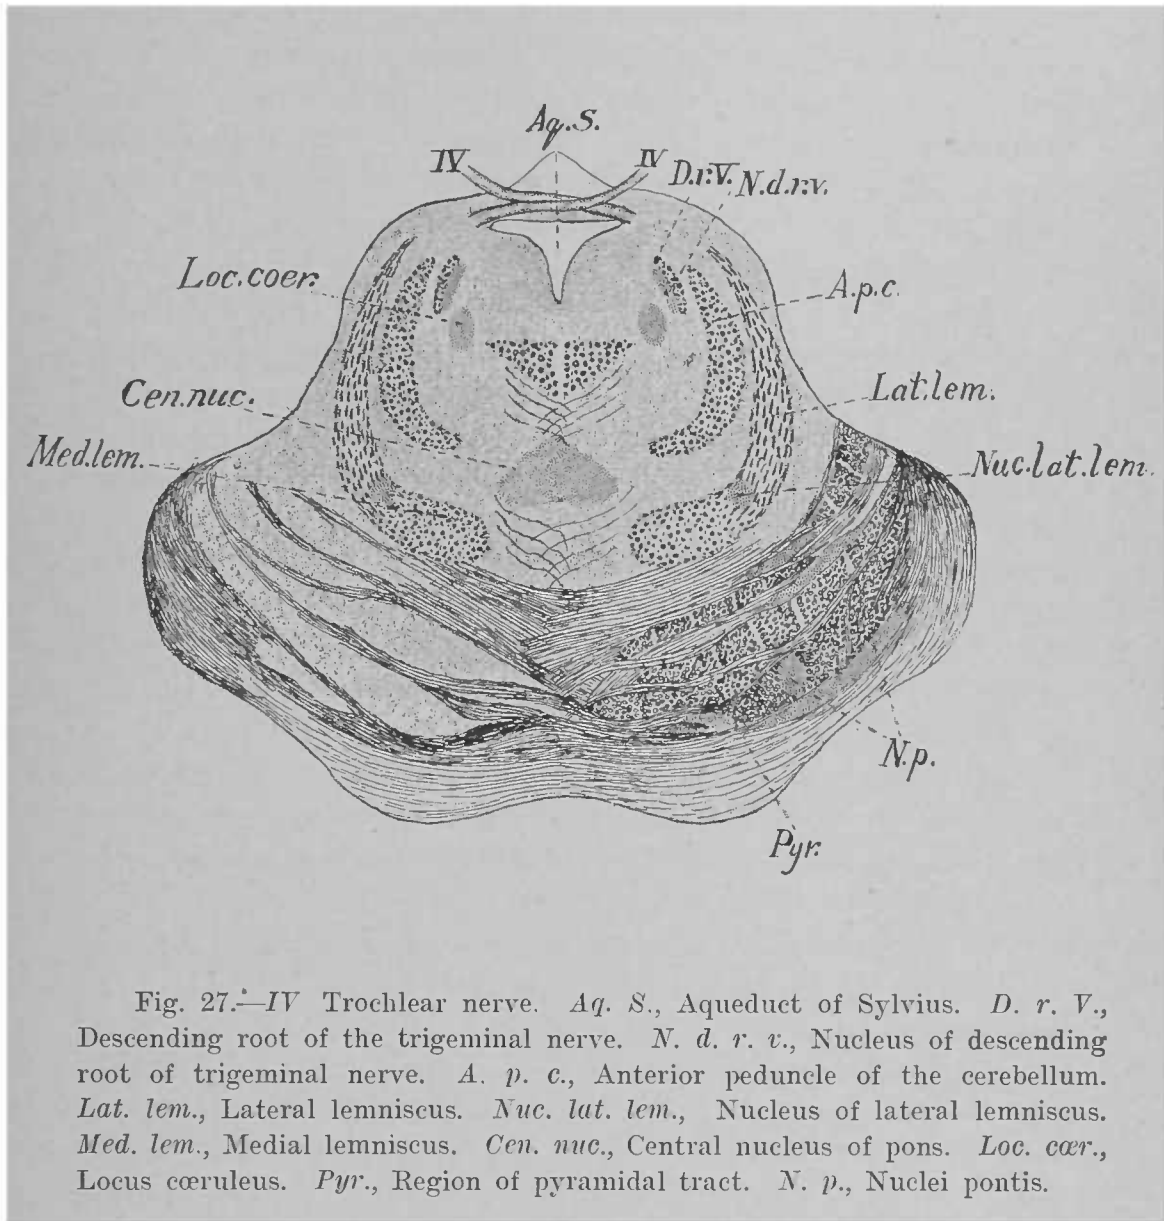 Aq.S.
IV
IV
D.r.V.
N.d.r.v.
Loc.coer.
A.p.c.
Cen.nuc.
Lat.lem.
Med.lem.
Nuc.lat.lem.
N.p.
Pyr.
Fig. 27.—IV Trochlear nerve. Aq. S., Aqueduct of Sylvius. D. r. V.,
Descending root of the trigeminal nerve. N. d. r. v., Nucleus of descending
root of trigeminal nerve. A. p. c., Anterior peduncle of the cerebellum.
Lat. lem., Lateral lemniscus. Nuc. lat. lem., Nucleus of lateral lemniscus.
Med. lem., Medial lemniscus. Cen. nuc., Central nucleus of pons. Loc. cœr.,
Locus cœruleus. Pyr., Region of pyramidal tract. N. p., Nuclei pontis.